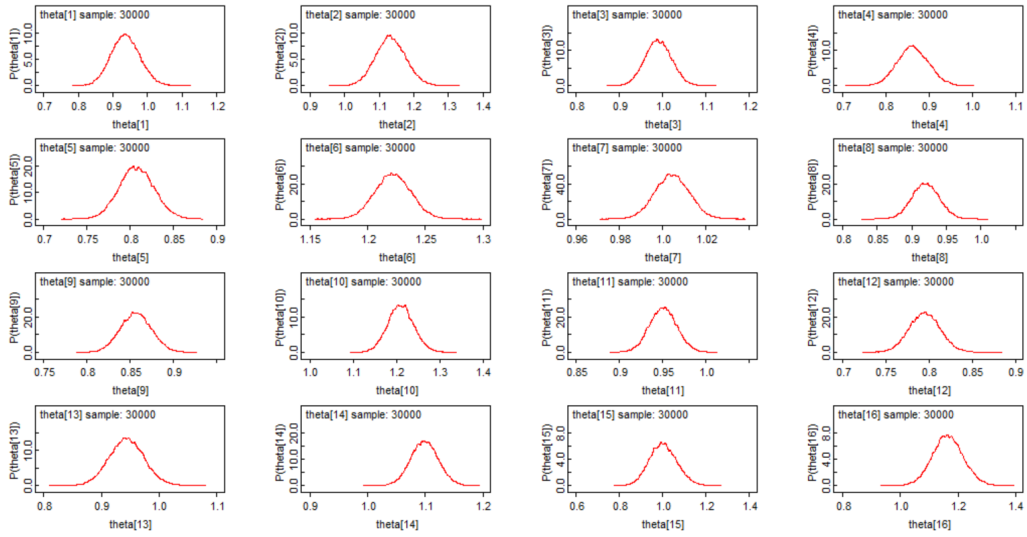 theta[1] sample: 30000
P(theta[1])
0.0 5.0 10.0
0.7 0.8 0.9 1.0 1.1 1.2
theta[1]
theta[2] sample: 30000
P(theta[2])
0.0 5.0 10.0
0.9 1.0 1.1 1.2 1.3 1.4
theta[2]
theta[3] sample: 30000
P(theta[3])
0.0 10.0
0.8 0.9 1.0 1.1 1.2
theta[3]
theta[4] sample: 30000
P(theta[4])
0.0 10.0
0.7 0.8 0.9 1.0 1.1
theta[4]
theta[5] sample: 30000
P(theta[5])
0.0 10.0 20.0
0.7 0.75 0.8 0.85 0.9
theta[5]
theta[6] sample: 30000
P(theta[6])
0.0 20.0
1.15 1.2 1.25 1.3
theta[6]
theta[7] sample: 30000
P(theta[7])
0.0 40.0
0.96 0.98 1.0 1.02
theta[7]
theta[8] sample: 30000
P(theta[8])
0.0 20.0
0.8 0.85 0.9 0.95 1.0
theta[8]
theta[9] sample: 30000
P(theta[9])
0.0 20.0
0.75 0.8 0.85 0.9
theta[9]
theta[10] sample: 30000
P(theta[10])
0.0 10.0
1.0 1.1 1.2 1.3 1.4
theta[10]
theta[11] sample: 30000
P(theta[11])
0.0 20.0
0.85 0.9 0.95 1.0
theta[11]
theta[12] sample: 30000
P(theta[12])
0.0 20.0
0.7 0.75 0.8 0.85 0.9
theta[12]
theta[13] sample: 30000
P(theta[13])
0.0 10.0
0.8 0.9 1.0 1.1
theta[13]
theta[14] sample: 30000
P(theta[14])
0.0 10.0 20.0
0.9 1.0 1.1 1.2
theta[14]
theta[15] sample: 30000
P(theta[15])
0.0 4.0 8.0
0.6 0.8 1.0 1.2 1.4
theta[15]
theta[16] sample: 30000
P(theta[16])
0.0 4.0 8.0
1.0 1.2 1.4
theta[16]